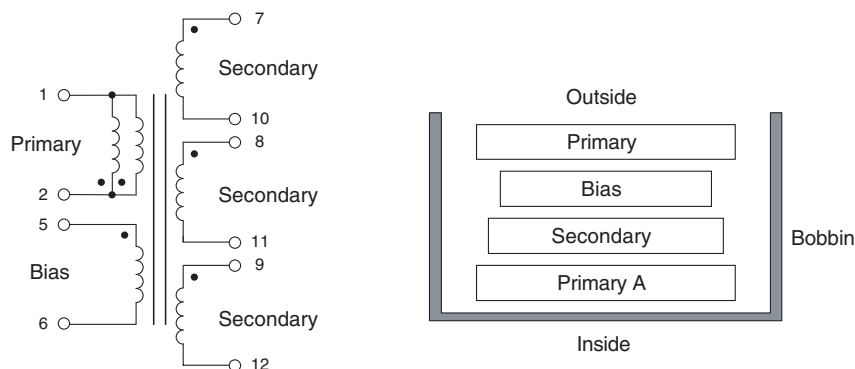 7
Secondary
10
1
Primary
2
8
Secondary
11
5
Bias
6
9
Secondary
12
Outside
Primary
Bias
Secondary
Primary A
Bobbin
Inside